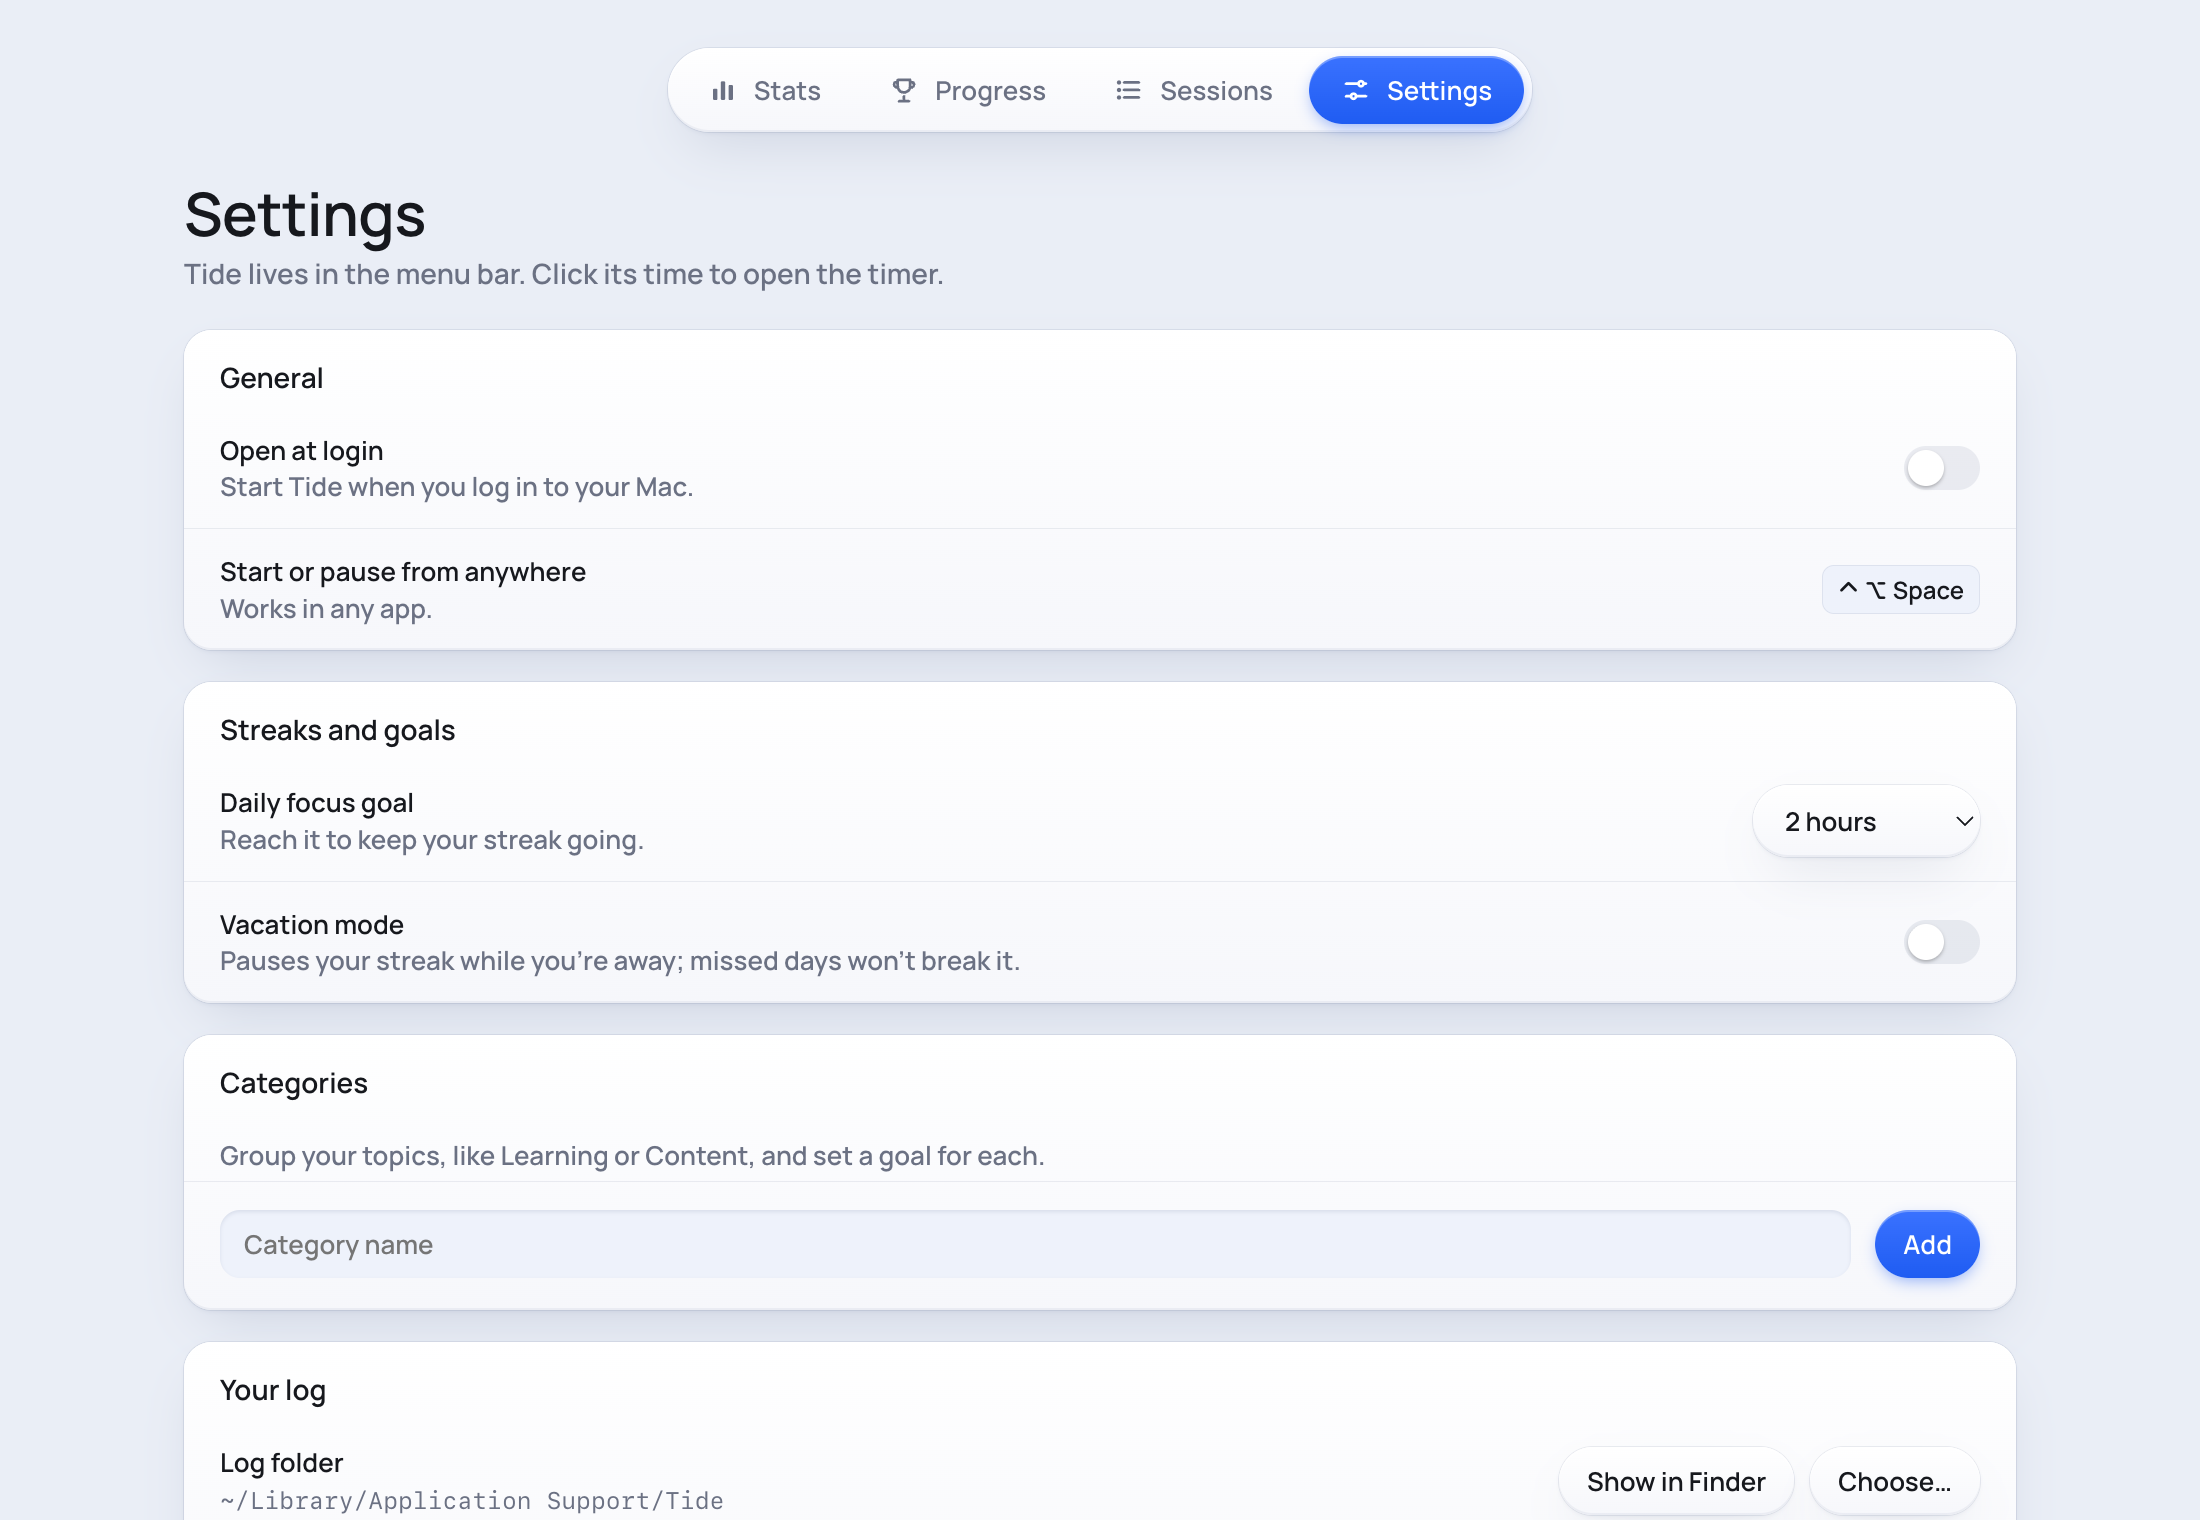 Stats
Progress
Sessions
Settings
Settings
Tide lives in the menu bar. Click its time to open the timer.
General
Open at login
Start Tide when you log in to your Mac.
Start or pause from anywhere
Works in any app.
⌃ ⌥ Space
Streaks and goals
Daily focus goal
Reach it to keep your streak going.
2 hours
Vacation mode
Pauses your streak while you’re away; missed days won’t break it.
Categories
Group your topics, like Learning or Content, and set a goal for each.
Category name
Add
Your log
Log folder
~/Library/Application Support/Tide
Show in Finder
Choose…